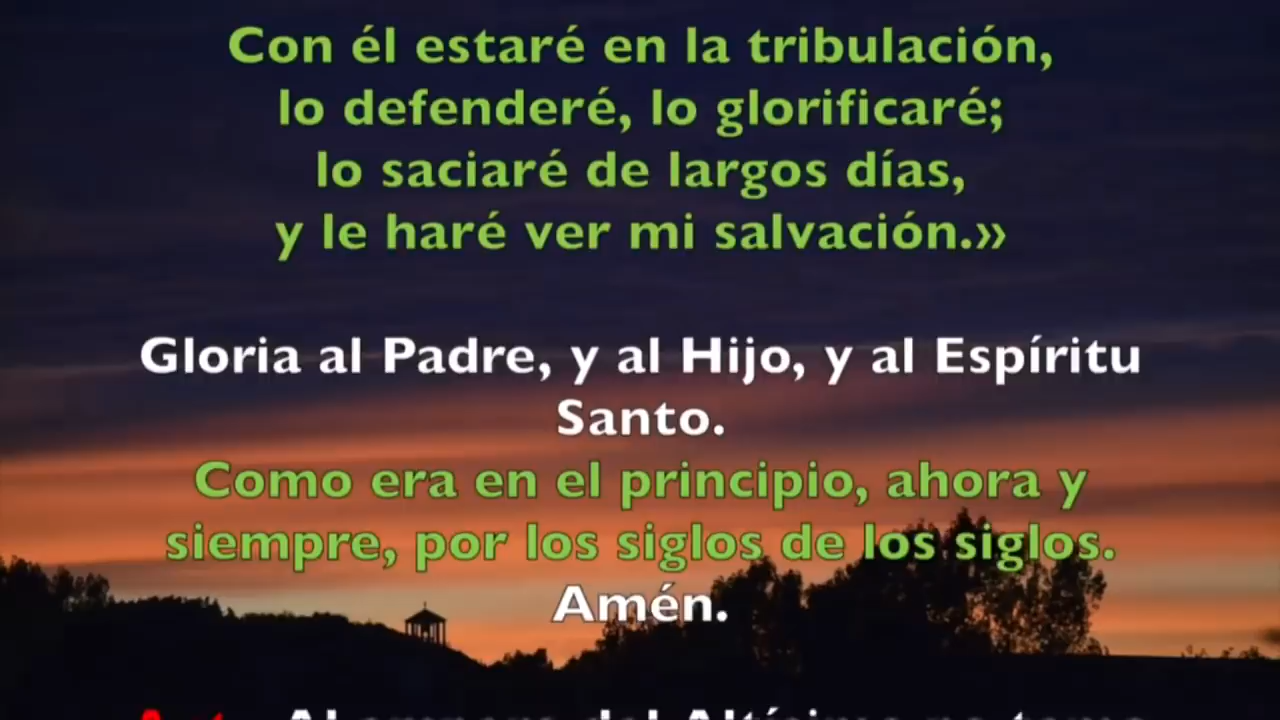 Con él estaré en la tribulación,
lo defenderé, lo glorificaré;
lo saciaré de largos días,
y le haré ver mi salvación.»
Gloria al Padre, y al Hijo, y al Espíritu
Santo.
Como era en el principio, ahora y
siempre, por los siglos de los siglos.
Amén.